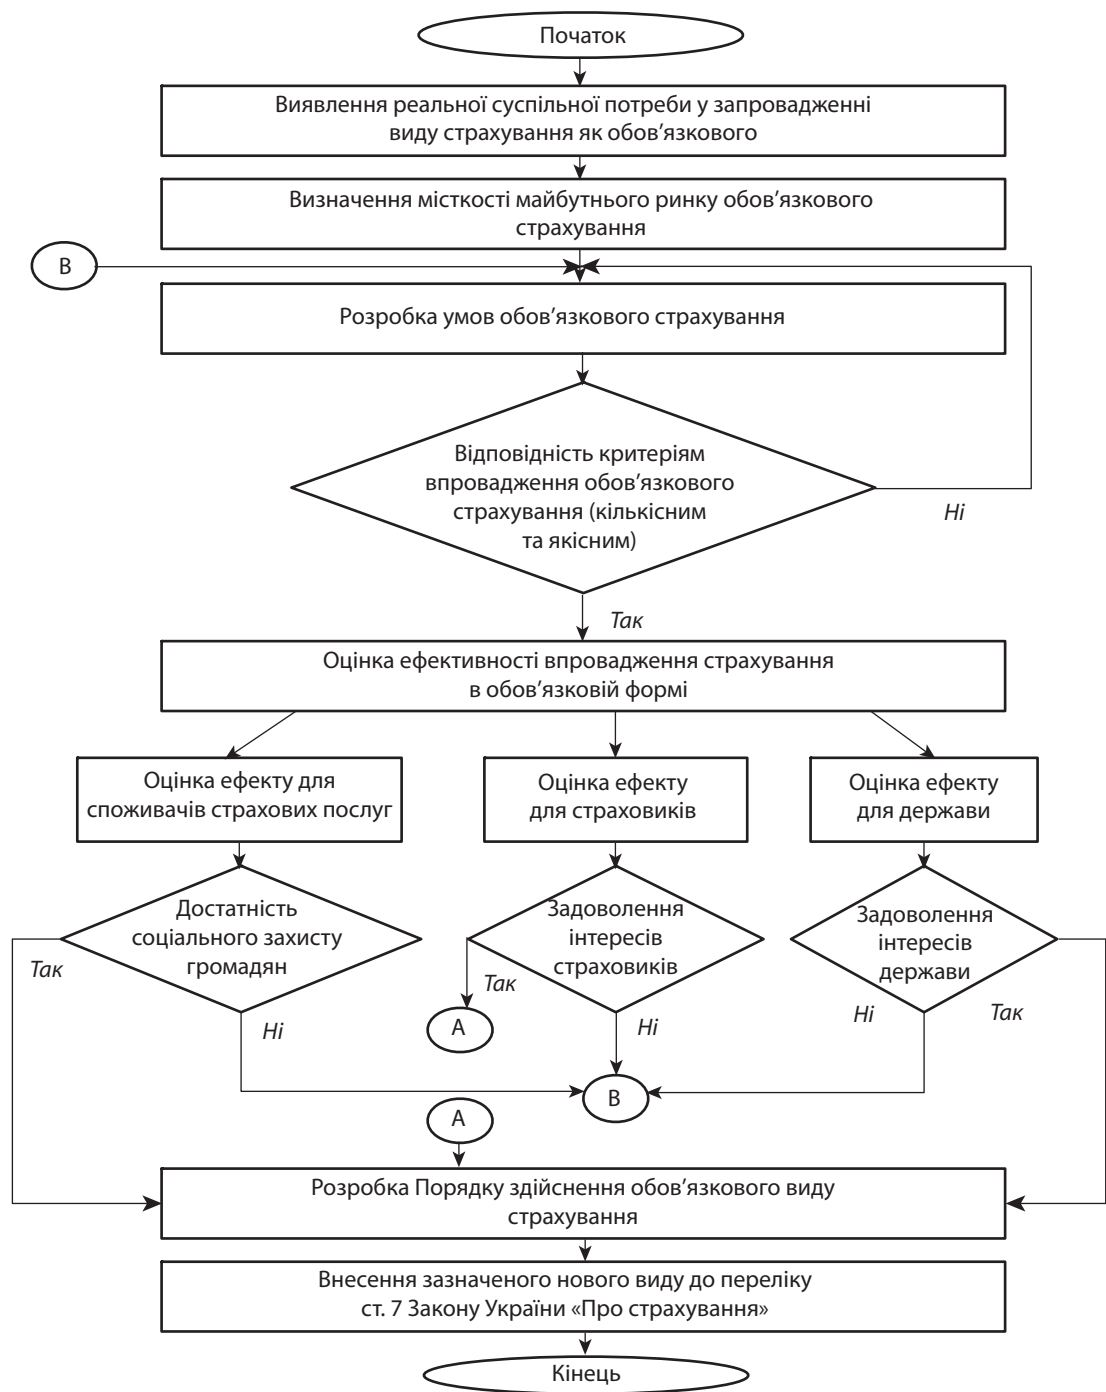 Початок
Виявлення реальної суспільної потреби у запровадженні
виду страхування як обов’язкового
Визначення місткості майбутнього ринку обов’язкового
страхування
В
Розробка умов обов’язкового страхування
Відповідність критеріям
впровадження обов’язкового
страхування (кількісним
та якісним)
Ні
Так
Оцінка ефективності впровадження страхування
в обов’язковій формі
Оцінка ефекту для
споживачів страхових послуг
Оцінка ефекту
для страховиків
Оцінка ефекту
для держави
Достатність
соціального захисту
громадян
Задоволення
інтересів
страховиків
Задоволення
інтересів
держави
Так
Так
Ні
Так
А
Ні
Ні
В
А
Розробка Порядку здійснення обов’язкового виду
страхування
Внесення зазначеного нового виду до переліку
ст. 7 Закону України «Про страхування»
Кінець